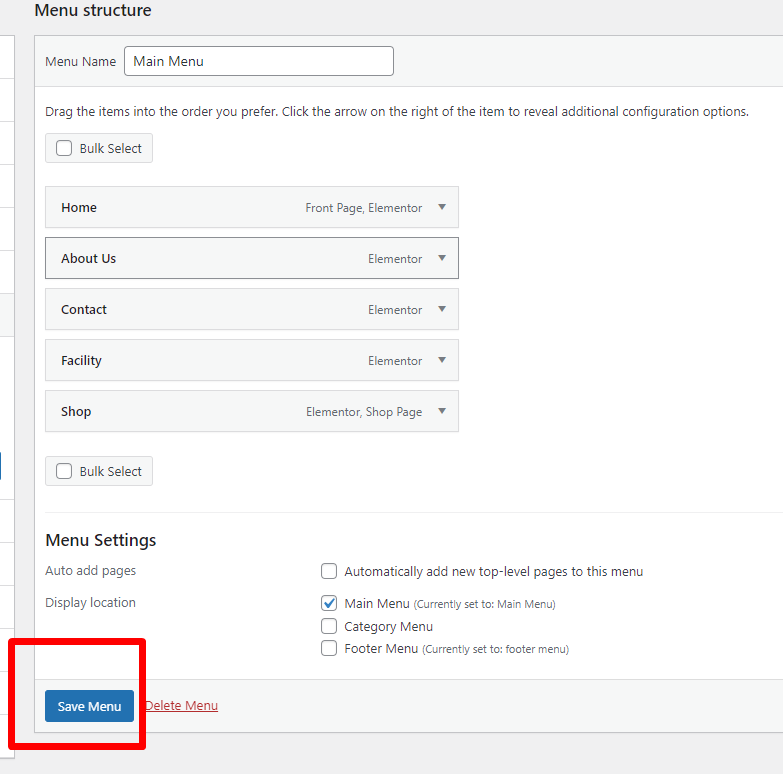 Menu structure
Menu Name Main Menu
Drag the items into the order you prefer. Click the arrow on the right of the item to reveal additional configuration options.
Bulk Select
Home Front Page, Elementor
About Us Elementor
Contact Elementor
Facility Elementor
Shop Elementor, Shop Page
Bulk Select
Menu Settings
Auto add pages Automatically add new top-level pages to this menu
Display location Main Menu (Currently set to: Main Menu)
Category Menu
Footer Menu (Currently set to: footer menu)
Save Menu Delete Menu